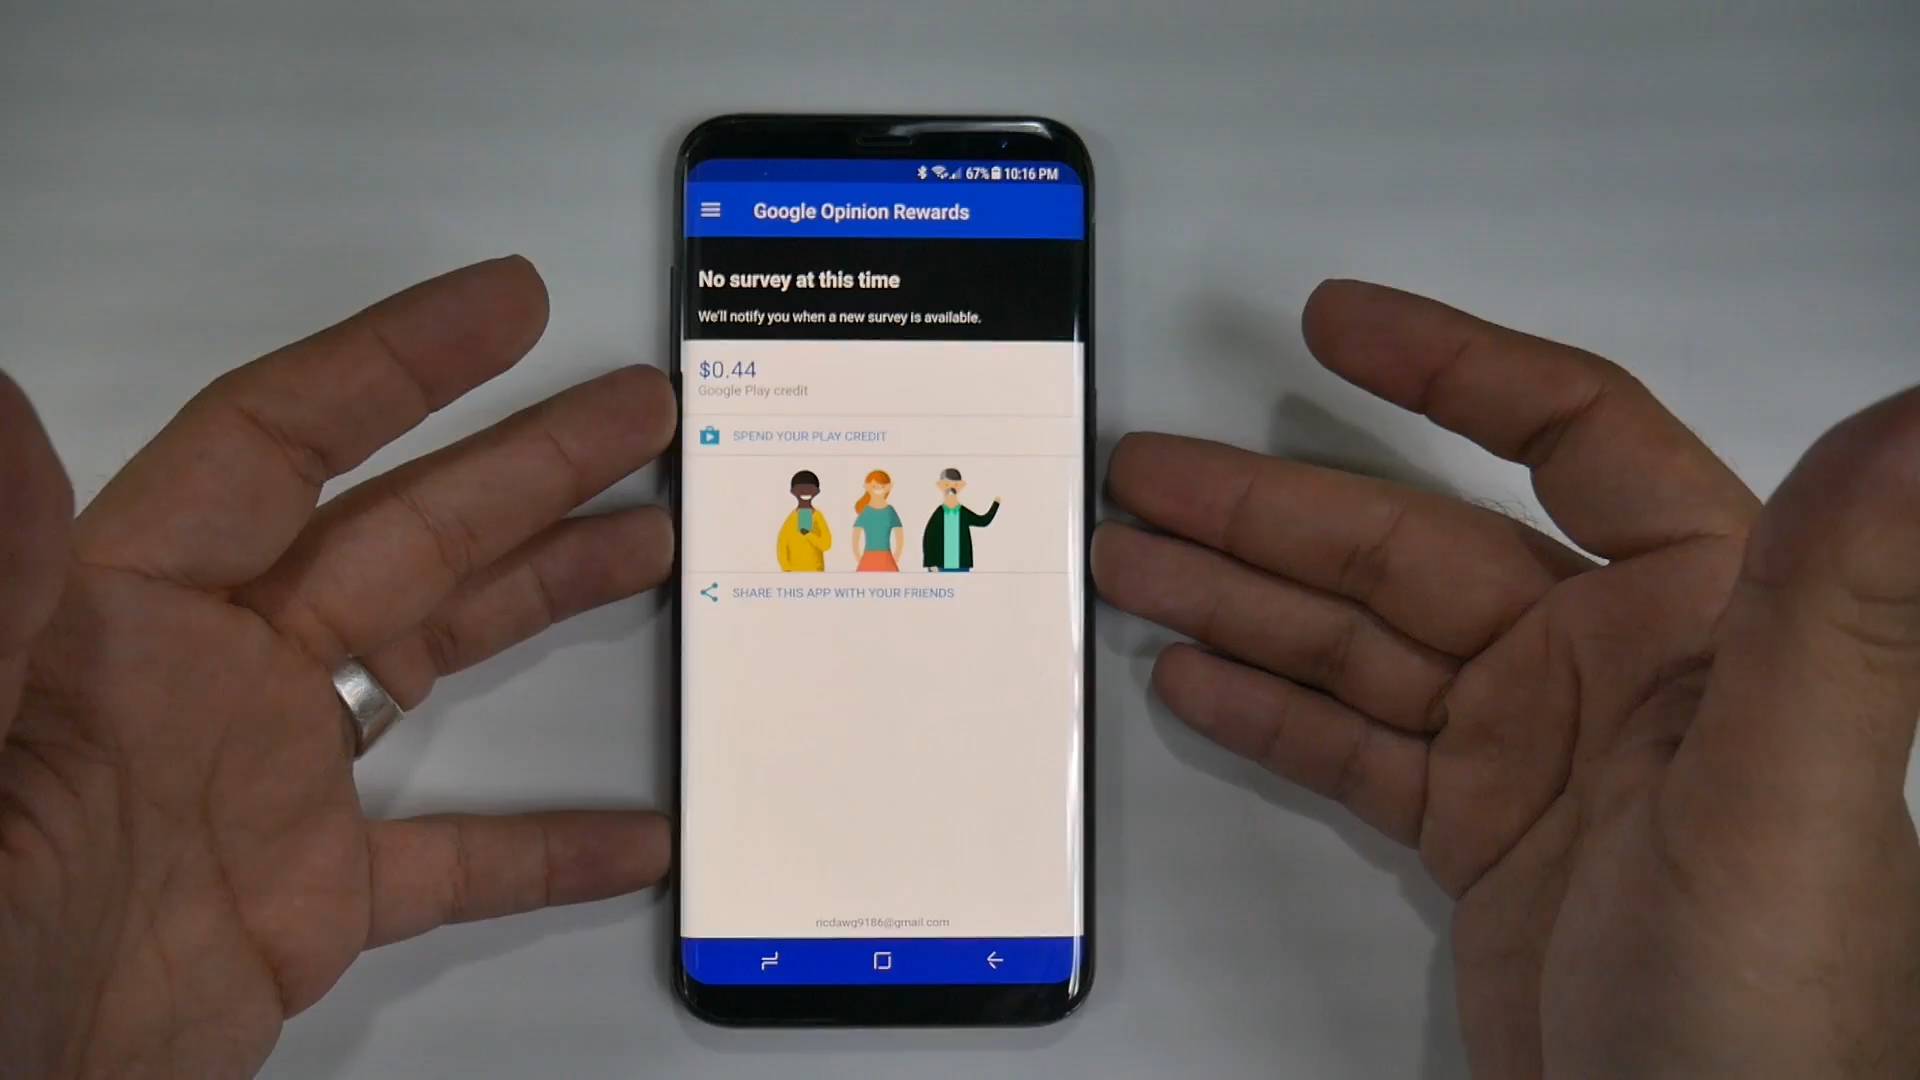 67% 10:16 PM
Google Opinion Rewards
No survey at this time
We'll notify you when a new survey is available.
$0.44
Google Play credit
SPEND YOUR PLAY CREDIT
SHARE THIS APP WITH YOUR FRIENDS
ricdawg9186@gmail.com